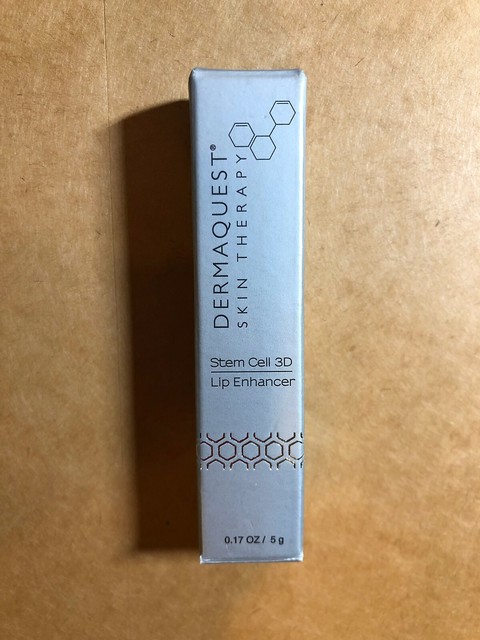 DERMAQUEST®
SKIN THERAPY
Stem Cell 3D
Lip Enhancer
0.17 OZ / 5 g